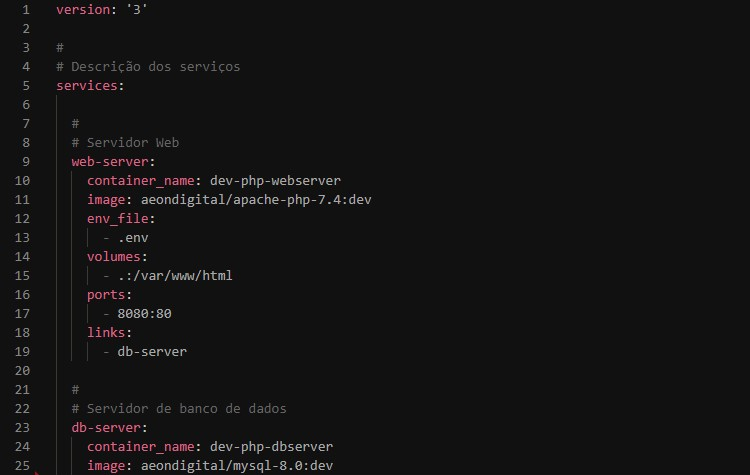 1 version: '3'
2
3 #
4 # Descrição dos serviços
5 services:
6
7 #
8 # Servidor Web
9 web-server:
10 container_name: dev-php-webserver
11 image: aeondigital/apache-php-7.4:dev
12 env_file:
13 - .env
14 volumes:
15 - .:/var/www/html
16 ports:
17 - 8080:80
18 links:
19 - db-server
20
21 #
22 # Servidor de banco de dados
23 db-server:
24 container_name: dev-php-dbserver
25 image: aeondigital/mysql-8.0:dev